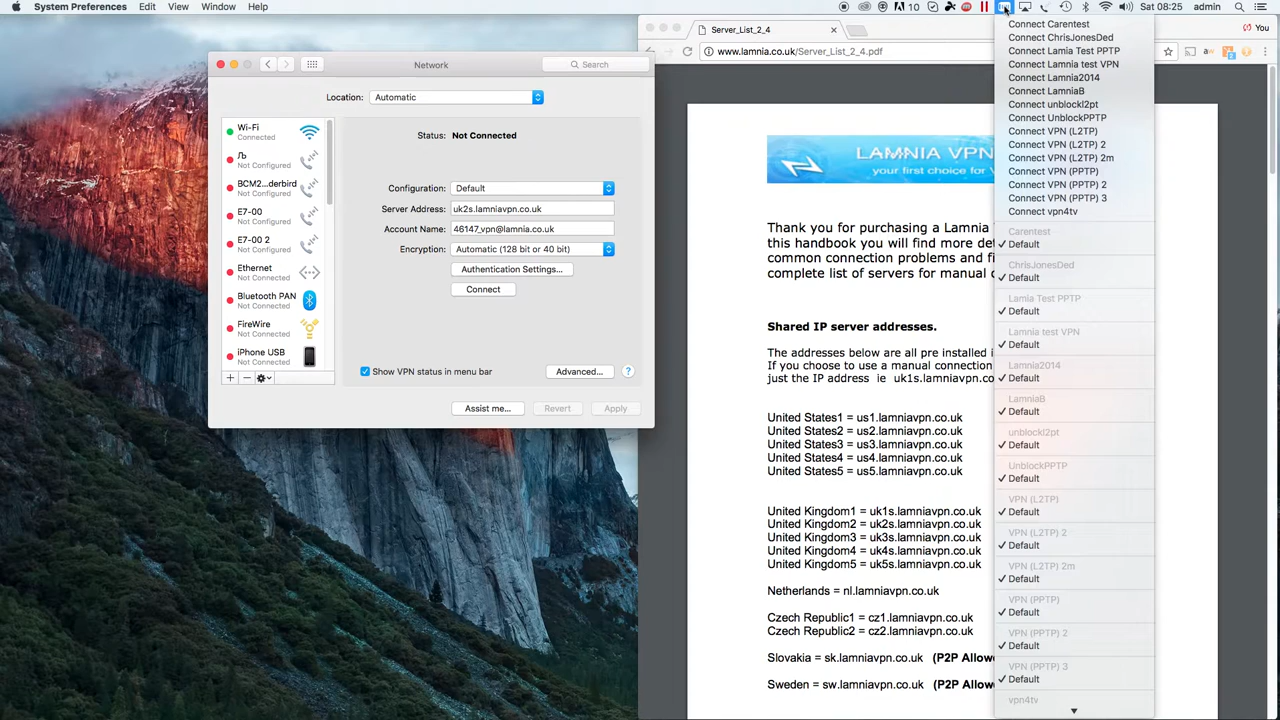 System Preferences Edit View Window Help
10 Sat 08:25 admin
Network
Search
Location: Automatic
Wi-Fi
Connected
Љ
Not Configured
BCM2...derbird
Not Configured
E7-00
Not Configured
E7-00 2
Not Configured
Ethernet
Not Connected
Bluetooth PAN
Not Connected
FireWire
Not Connected
iPhone USB
Not Connected
Status: Not Connected
Configuration: Default
Server Address: uk2s.lamniavpn.co.uk
Account Name: 46147_vpn@lamnia.co.uk
Encryption: Automatic (128 bit or 40 bit)
Authentication Settings...
Connect
Show VPN status in menu bar
Advanced...
?
Assist me...
Revert
Apply
Server_List_2_4
You
www.lamnia.co.uk/Server_List_2_4.pdf
LAMNIA VPN
your first choice for V
Thank you for purchasing a Lamnia
this handbook you will find more det
common connection problems and fi
complete list of servers for manual c
Shared IP server addresses.
The addresses below are all pre installed i
If you choose to use a manual connection
just the IP address ie uk1s.lamniavpn.co
United States1 = us1.lamniavpn.co.uk
United States2 = us2.lamniavpn.co.uk
United States3 = us3.lamniavpn.co.uk
United States4 = us4.lamniavpn.co.uk
United States5 = us5.lamniavpn.co.uk
United Kingdom1 = uk1s.lamniavpn.co.uk
United Kingdom2 = uk2s.lamniavpn.co.uk
United Kingdom3 = uk3s.lamniavpn.co.uk
United Kingdom4 = uk4s.lamniavpn.co.uk
United Kingdom5 = uk5s.lamniavpn.co.uk
Netherlands = nl.lamniavpn.co.uk
Czech Republic1 = cz1.lamniavpn.co.uk
Czech Republic2 = cz2.lamniavpn.co.uk
Slovakia = sk.lamniavpn.co.uk (P2P Allowe
Sweden = sw.lamniavpn.co.uk (P2P Allowe
Connect Carentest
Connect ChrisJonesDed
Connect Lamia Test PPTP
Connect Lamnia test VPN
Connect Lamnia2014
Connect LamniaB
Connect unblockl2pt
Connect UnblockPPTP
Connect VPN (L2TP)
Connect VPN (L2TP) 2
Connect VPN (L2TP) 2m
Connect VPN (PPTP)
Connect VPN (PPTP) 2
Connect VPN (PPTP) 3
Connect vpn4tv
Carentest
✓ Default
ChrisJonesDed
✓ Default
Lamia Test PPTP
✓ Default
Lamnia test VPN
✓ Default
Lamnia2014
✓ Default
LamniaB
✓ Default
unblockl2pt
✓ Default
UnblockPPTP
✓ Default
VPN (L2TP)
✓ Default
VPN (L2TP) 2
✓ Default
VPN (L2TP) 2m
✓ Default
VPN (PPTP)
✓ Default
VPN (PPTP) 2
✓ Default
VPN (PPTP) 3
✓ Default
vpn4tv